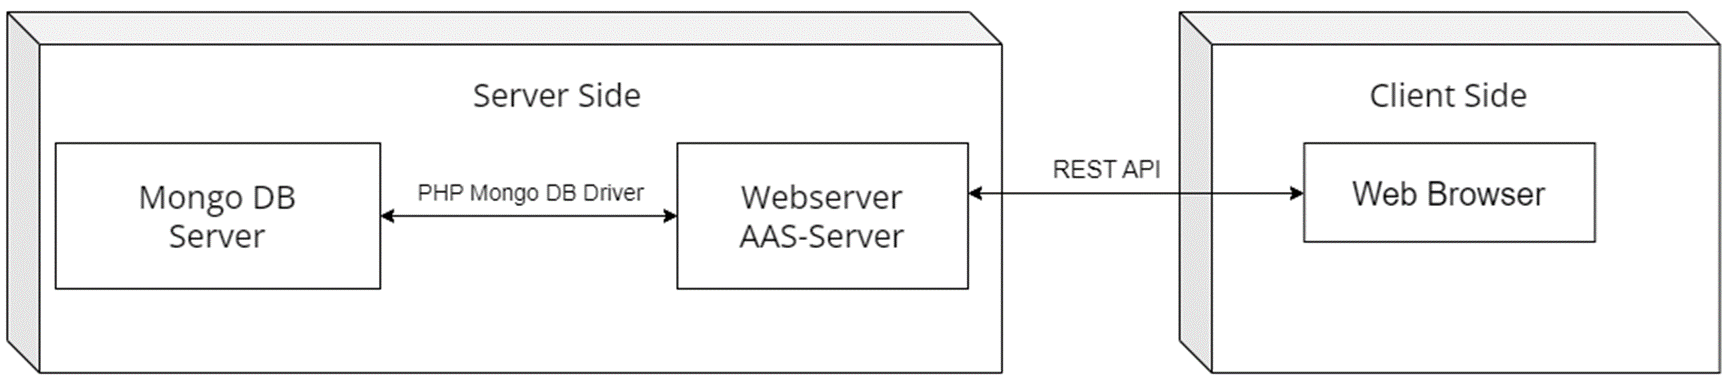 Server Side
Mongo DB
Server
PHP Mongo DB Driver
Webserver
AAS-Server
REST API
Client Side
Web Browser